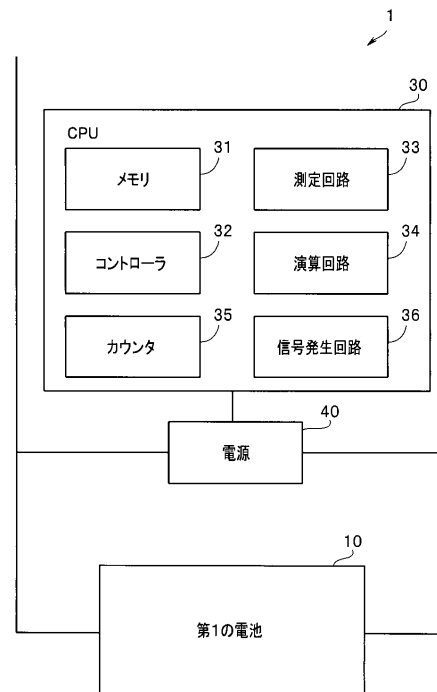 1
30
CPU
31
メモリ
33
測定回路
32
コントローラ
34
演算回路
35
カウンタ
36
信号発生回路
40
電源
10
第1の電池